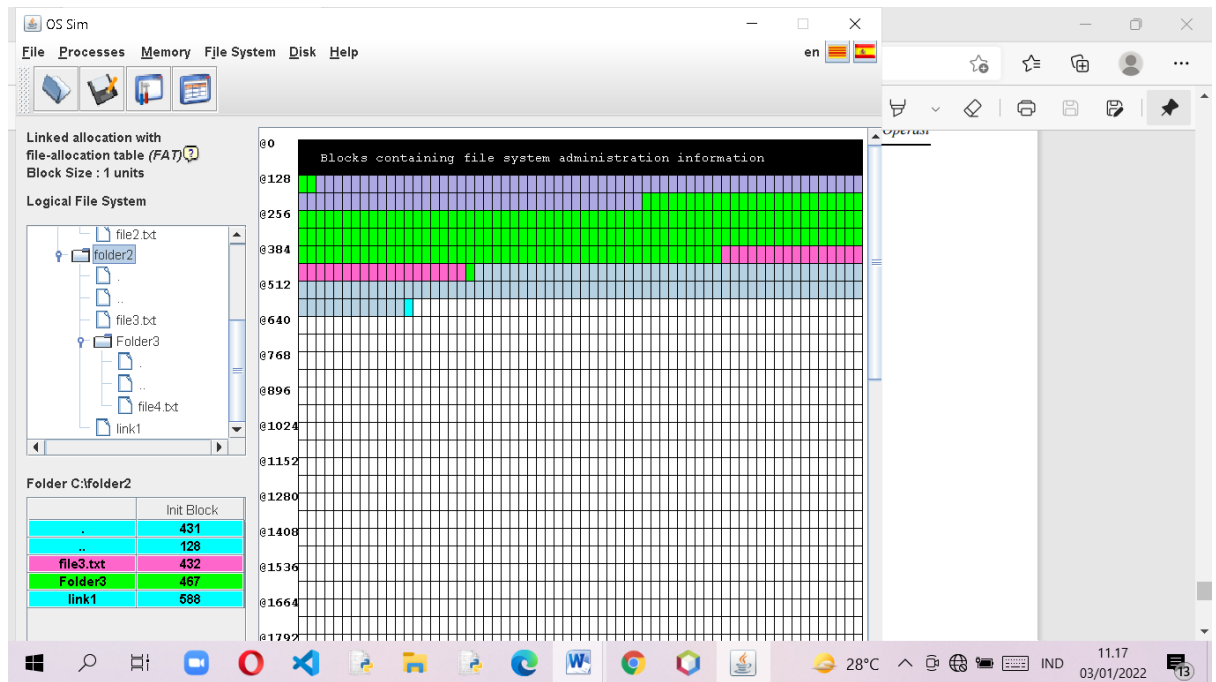 OS Sim
File Processes Memory File System Disk Help
en
Linked allocation with
file-allocation table (FAT)
Block Size : 1 units
Logical File System
file2.txt
folder2
.
..
file3.txt
Folder3
.
..
file4.txt
link1
Folder C:\folder2
Init Block
. 431
.. 128
file3.txt 432
Folder3 467
link1 588
@0
Blocks containing file system administration information
@128
@256
@384
@512
@640
@768
@896
@1024
@1152
@1280
@1408
@1536
@1664
@1792
Operasi
28°C
IND
11.17
03/01/2022
13